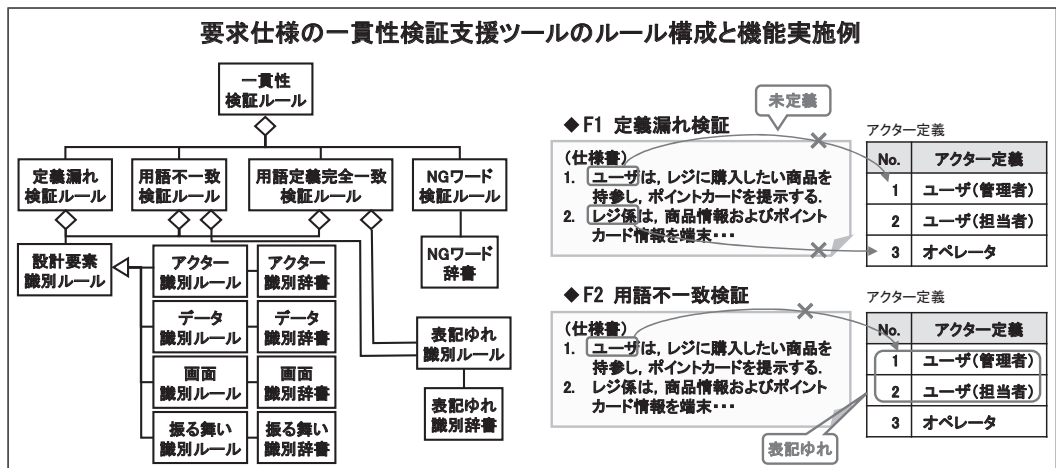 要求仕様の一貫性検証支援ツールのルール構成と機能実施例
一貫性
検証ルール
定義漏れ
検証ルール
用語不一致
検証ルール
用語定義完全一致
検証ルール
NGワード
検証ルール
設計要素
識別ルール
アクター
識別ルール
アクター
識別辞書
NGワード
辞書
データ
識別ルール
データ
識別辞書
表記ゆれ
識別ルール
画面
識別ルール
画面
識別辞書
表記ゆれ
識別辞書
振る舞い
識別ルール
振る舞い
識別辞書
未定義
◆F1 定義漏れ検証
(仕様書)
1. ユーザは, レジに購入したい商品を
持参し, ポイントカードを提示する.
2. レジ係は, 商品情報およびポイント
カード情報を端末・・・
アクター定義
No. アクター定義
1 ユーザ(管理者)
2 ユーザ(担当者)
3 オペレータ
◆F2 用語不一致検証
(仕様書)
1. ユーザは, レジに購入したい商品を
持参し, ポイントカードを提示する.
2. レジ係は, 商品情報およびポイント
カード情報を端末・・・
表記ゆれ
アクター定義
No. アクター定義
1 ユーザ(管理者)
2 ユーザ(担当者)
3 オペレータ